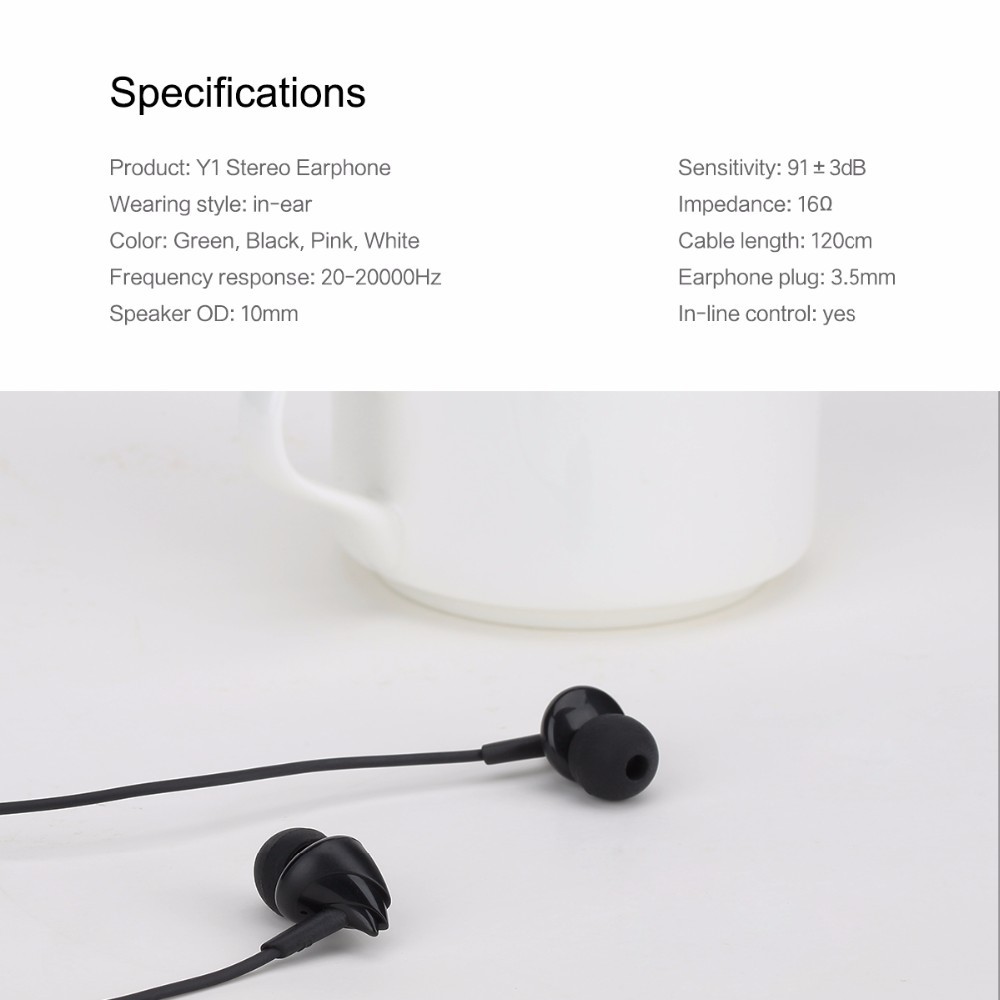 Specifications
Product: Y1 Stereo Earphone
Wearing style: in-ear
Color: Green, Black, Pink, White
Frequency response: 20-20000Hz
Speaker OD: 10mm
Sensitivity: 91±3dB
Impedance: 16Ω
Cable length: 120cm
Earphone plug: 3.5mm
In-line control: yes